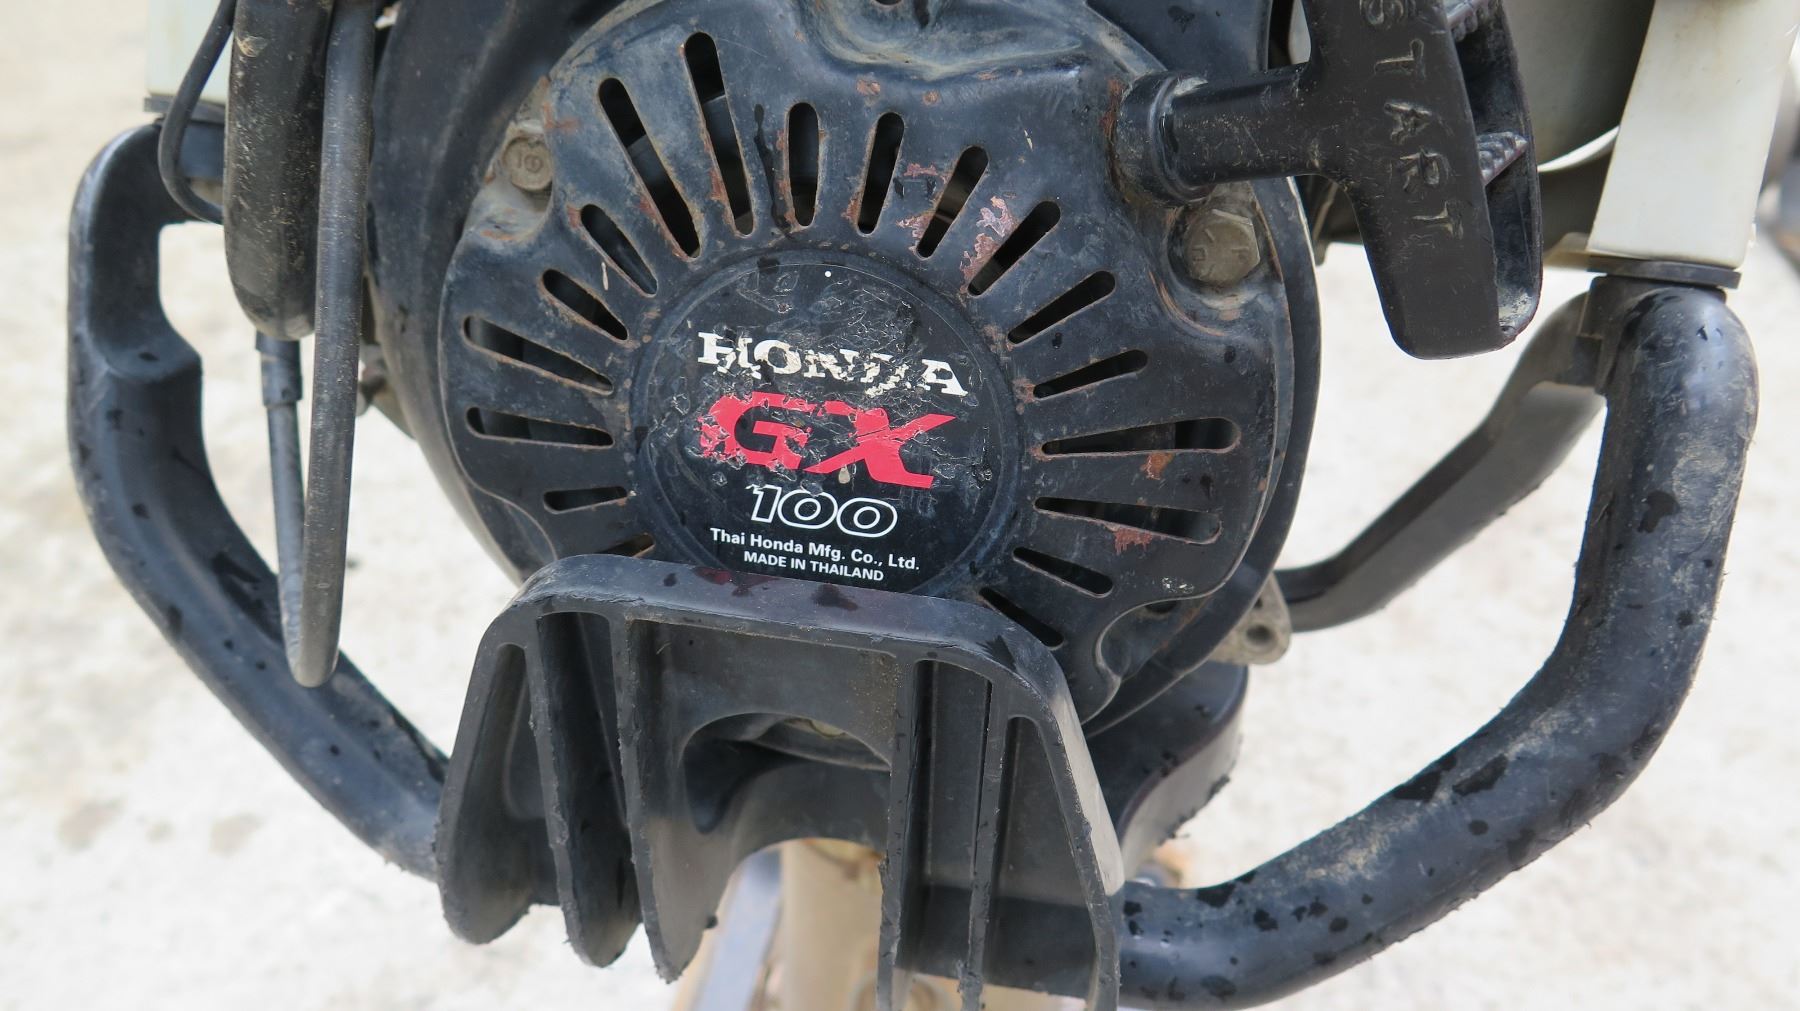 START
HONDA
GX
100
Thai Honda Mfg. Co., Ltd.
MADE IN THAILAND